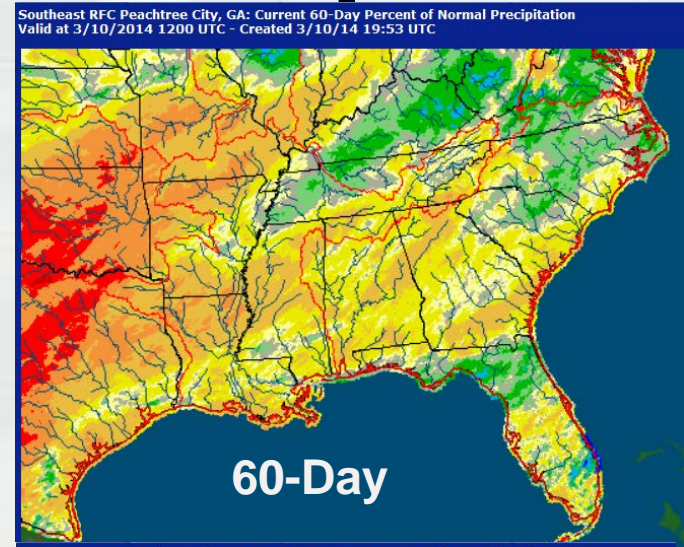 Southeast RFC Peachtree City, GA: Current 60-Day Percent of Normal Precipitation
Valid at 3/10/2014 1200 UTC - Created 3/10/14 19:53 UTC
60-Day